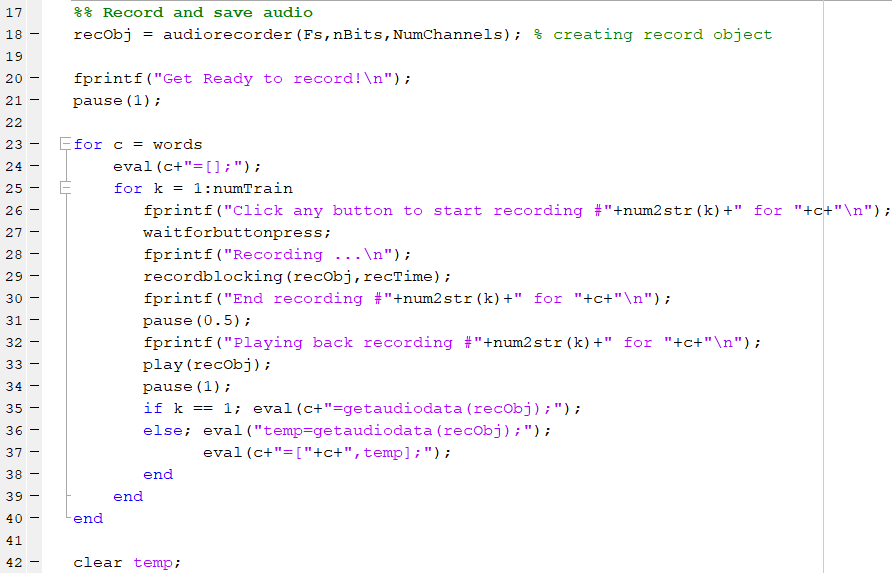 17 %% Record and save audio
18 – recObj = audiorecorder(Fs,nBits,NumChannels); % creating record object
19
20 – fprintf("Get Ready to record!\n");
21 – pause(1);
22
23 – for c = words
24 – eval(c+"=[];");
25 – for k = 1:numTrain
26 – fprintf("Click any button to start recording #"+num2str(k)+" for "+c+"\n");
27 – waitforbuttonpress;
28 – fprintf("Recording ...\n");
29 – recordblocking(recObj,recTime);
30 – fprintf("End recording #"+num2str(k)+" for "+c+"\n");
31 – pause(0.5);
32 – fprintf("Playing back recording #"+num2str(k)+" for "+c+"\n");
33 – play(recObj);
34 – pause(1);
35 – if k == 1; eval(c+"=getaudiodata(recObj);");
36 – else; eval("temp=getaudiodata(recObj);");
37 – eval(c+"=["+c+",temp];");
38 – end
39 – end
40 – end
41
42 – clear temp;